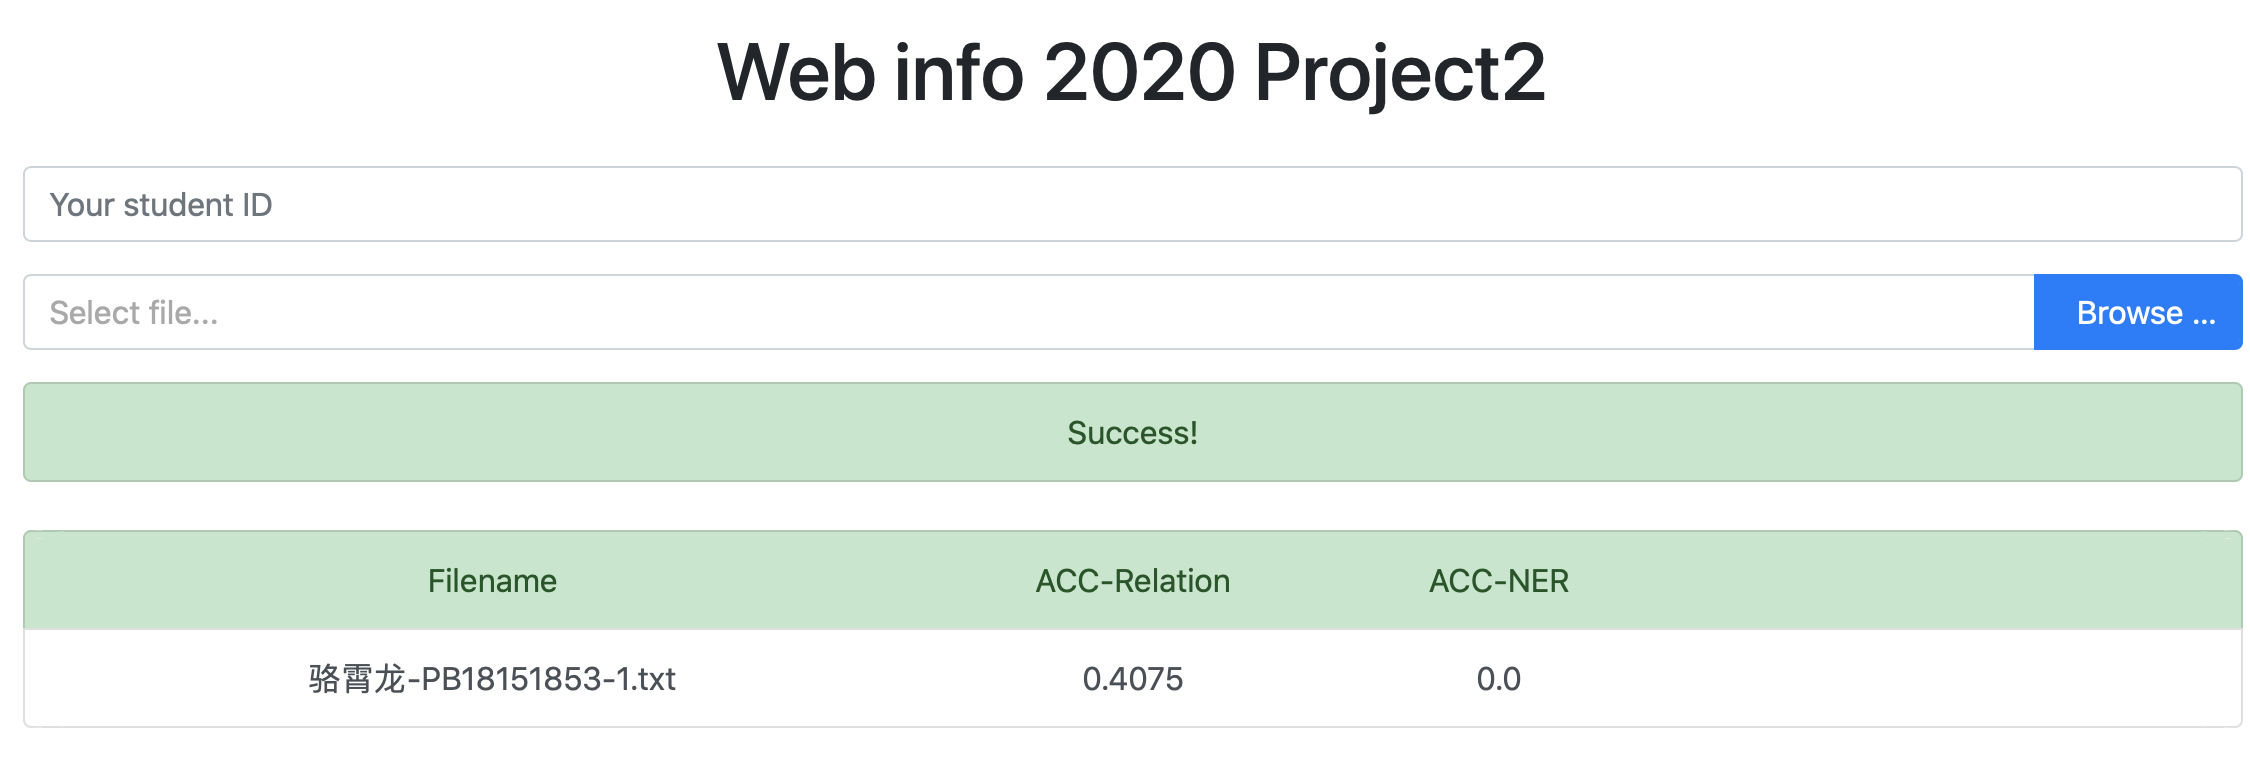 Web info 2020 Project2
Your student ID
Select file...
Browse ...
Success!
Filename ACC-Relation ACC-NER
骆霄龙-PB18151853-1.txt 0.4075 0.0